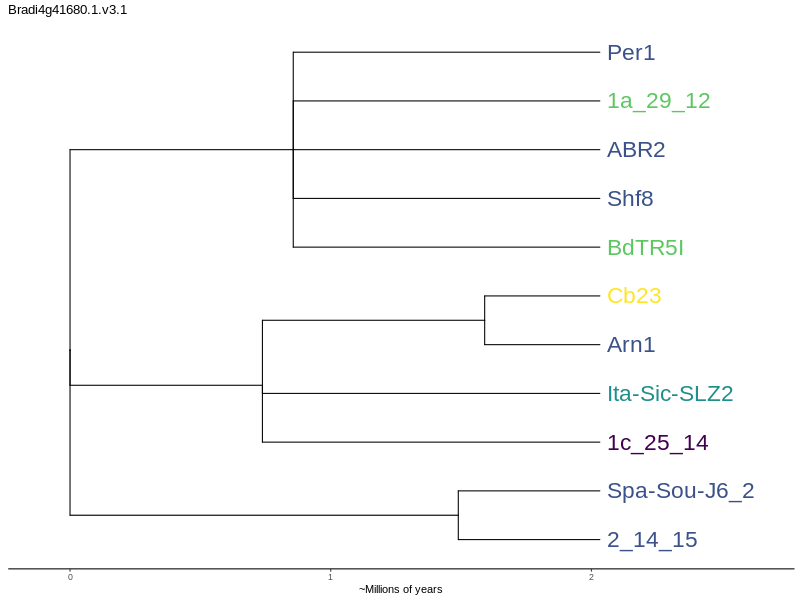 Bradi4g41680.1.v3.1
Per1
1a_29_12
ABR2
Shf8
BdTR5I
Cb23
Arn1
Ita-Sic-SLZ2
1c_25_14
Spa-Sou-J6_2
2_14_15
0 1 2
~Millions of years